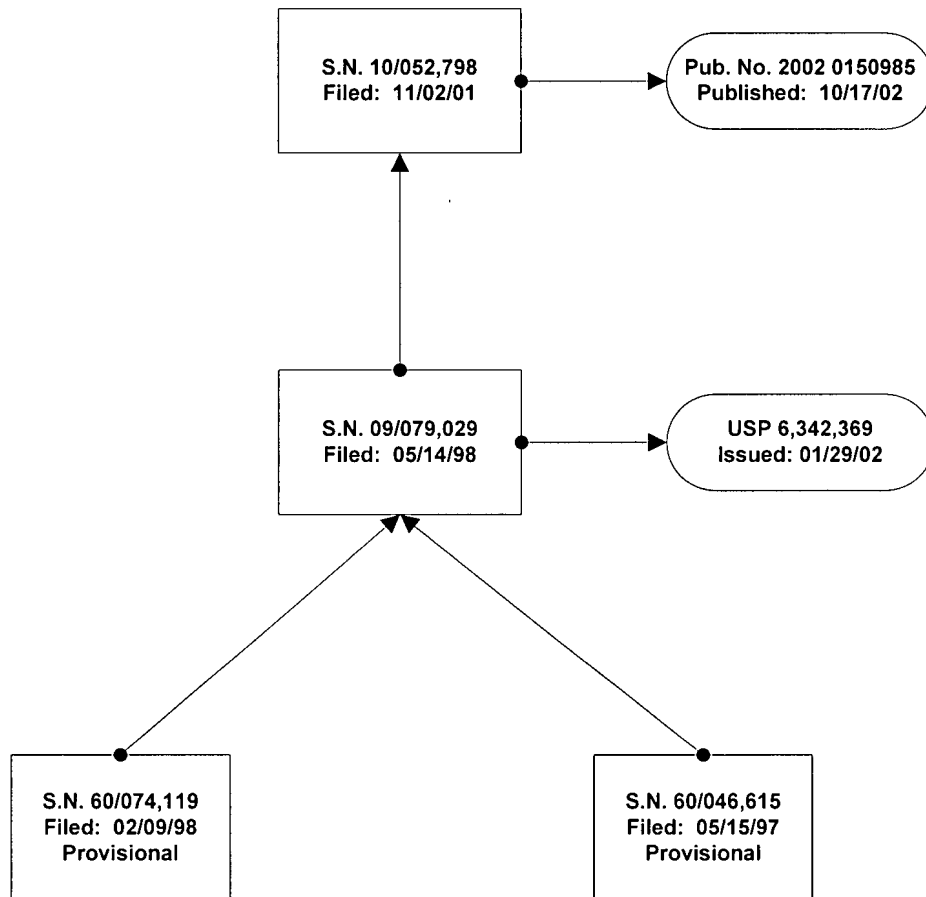 S.N. 10/052,798
Filed: 11/02/01
Pub. No. 2002 0150985
Published: 10/17/02
S.N. 09/079,029
Filed: 05/14/98
USP 6,342,369
Issued: 01/29/02
S.N. 60/074,119
Filed: 02/09/98
Provisional
S.N. 60/046,615
Filed: 05/15/97
Provisional